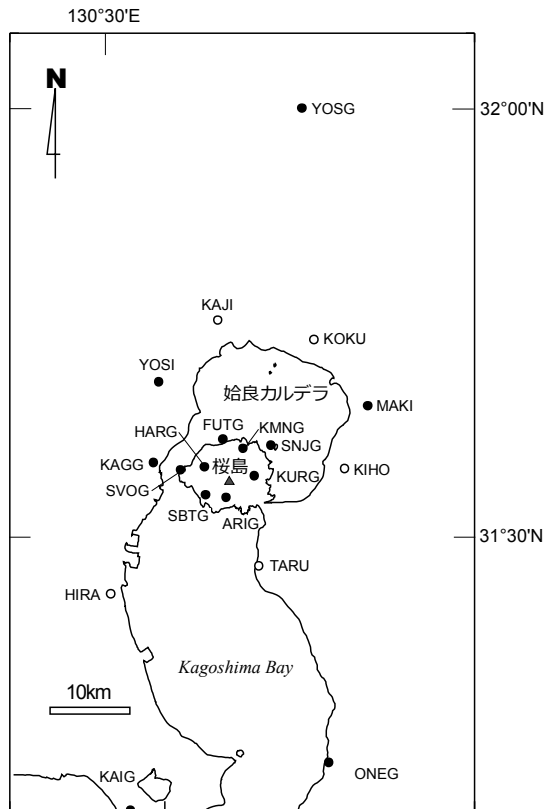 130°30'E
N
YOSG
32°00'N
KAJI
KOKU
YOSI
姶良カルデラ
MAKI
HARG
FUTG
KMNG
SNJG
KAGG
桜島
KIHO
SVOG
KURG
SBTG
ARIG
31°30'N
TARU
HIRA
Kagoshima Bay
10km
KAIG
ONEG